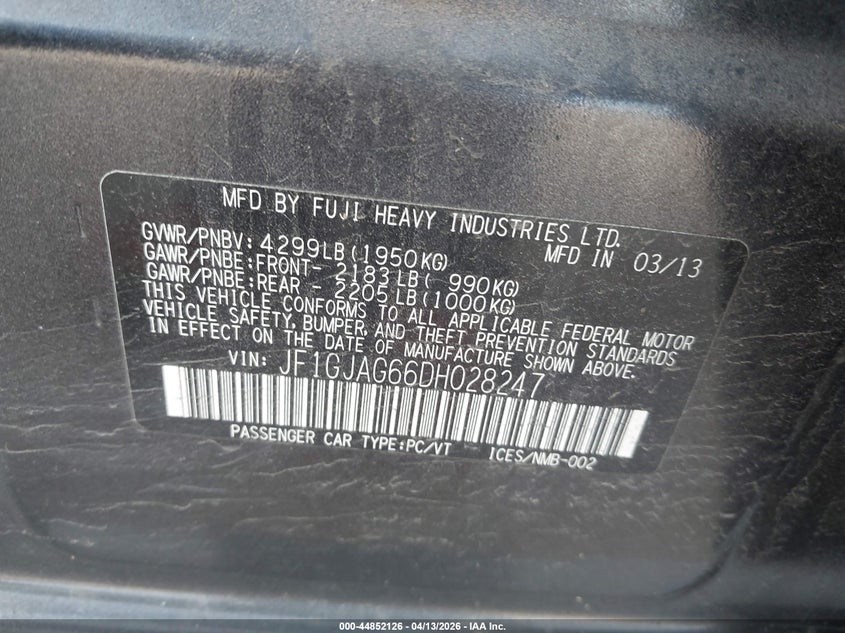 MFD BY FUJI HEAVY INDUSTRIES LTD.
GVWR/PNBV: 4299LB(1950KG) MFD IN 03/13
GAWR/PNBE:FRONT- 2183LB( 990KG)
GAWR/PNBE:REAR - 2205LB(1000KG)
THIS VEHICLE CONFORMS TO ALL APPLICABLE FEDERAL MOTOR
VEHICLE SAFETY, BUMPER, AND THEFT PREVENTION STANDARDS
IN EFFECT ON THE DATE OF MANUFACTURE SHOWN ABOVE.
VIN: JF1GJAG66DH028247
PASSENGER CAR TYPE:PC/VT ICES/NMB-002
000-44852126 - 04/13/2026 - IAA Inc.